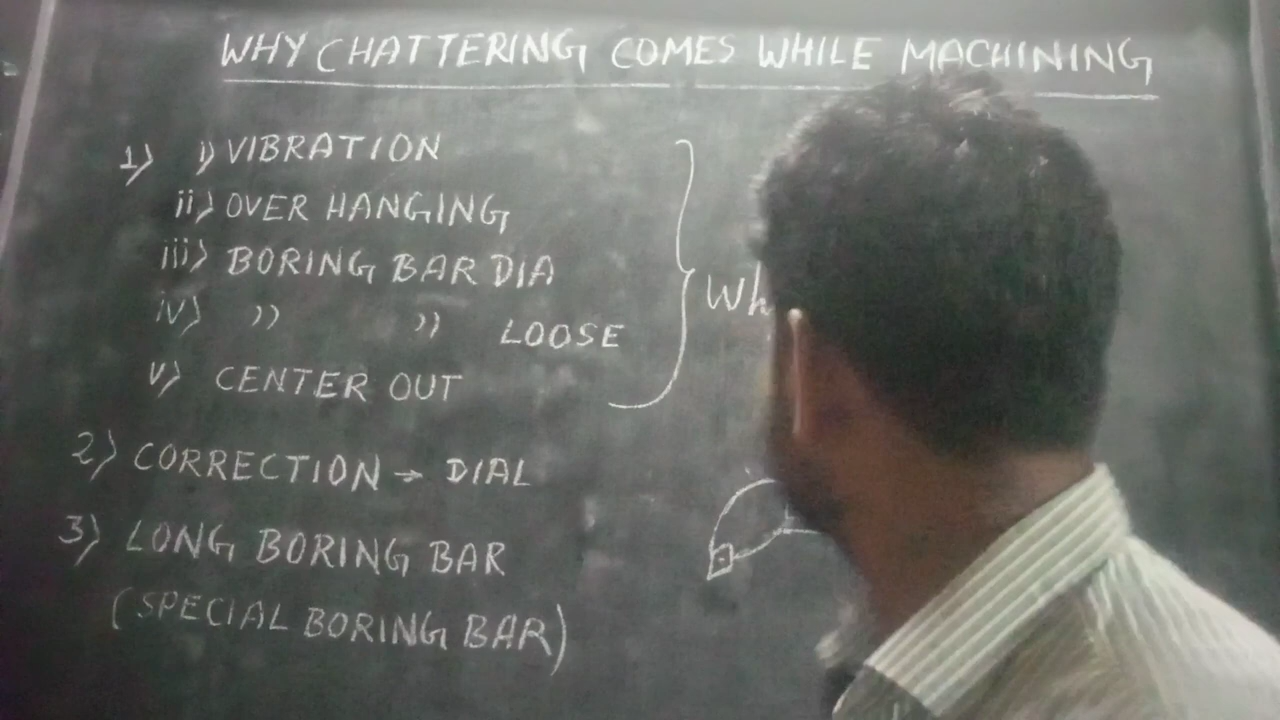 WHY CHATTERING COMES WHILE MACHINING
1) i) VIBRATION
ii) OVER HANGING
iii) BORING BAR DIA
iv) ,, ,, LOOSE
v) CENTER OUT
2) CORRECTION → DIAL
3) LONG BORING BAR
(SPECIAL BORING BAR)